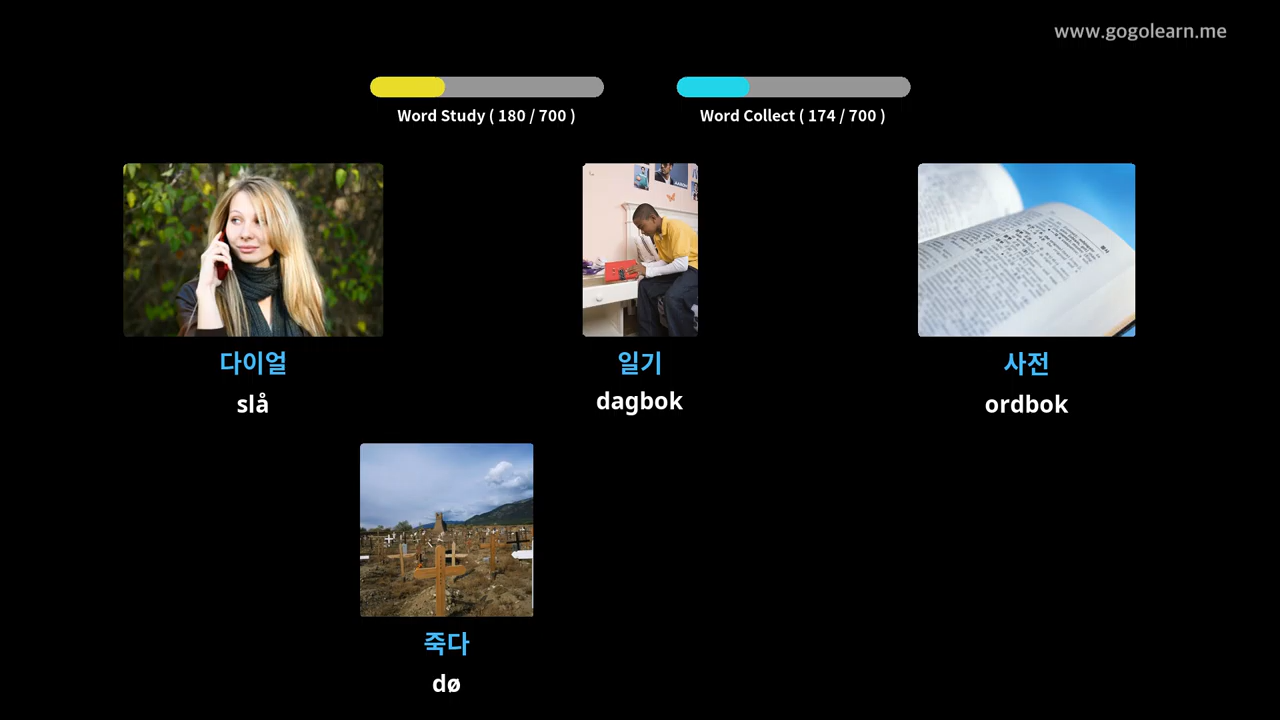 www.gogolearn.me
Word Study ( 180 / 700 )
Word Collect ( 174 / 700 )
다이얼
slå
일기
dagbok
사전
ordbok
죽다
dø